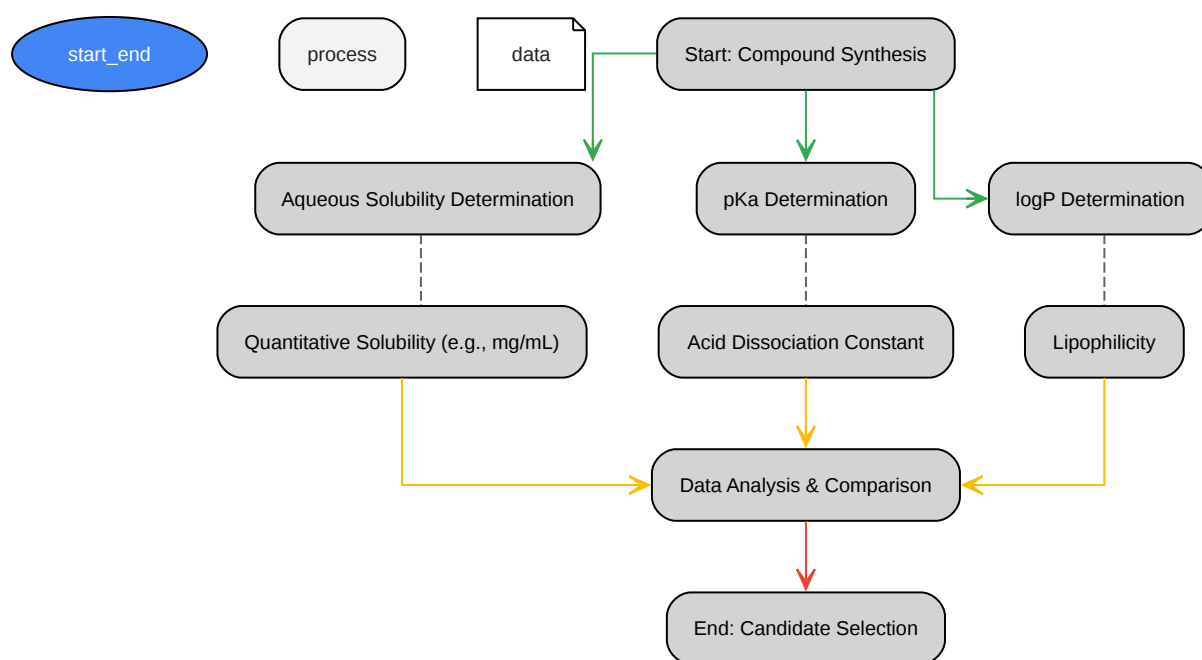 start_end
process
data
Start: Compound Synthesis
Aqueous Solubility Determination
pKa Determination
logP Determination
Quantitative Solubility (e.g., mg/mL)
Acid Dissociation Constant
Lipophilicity
Data Analysis & Comparison
End: Candidate Selection